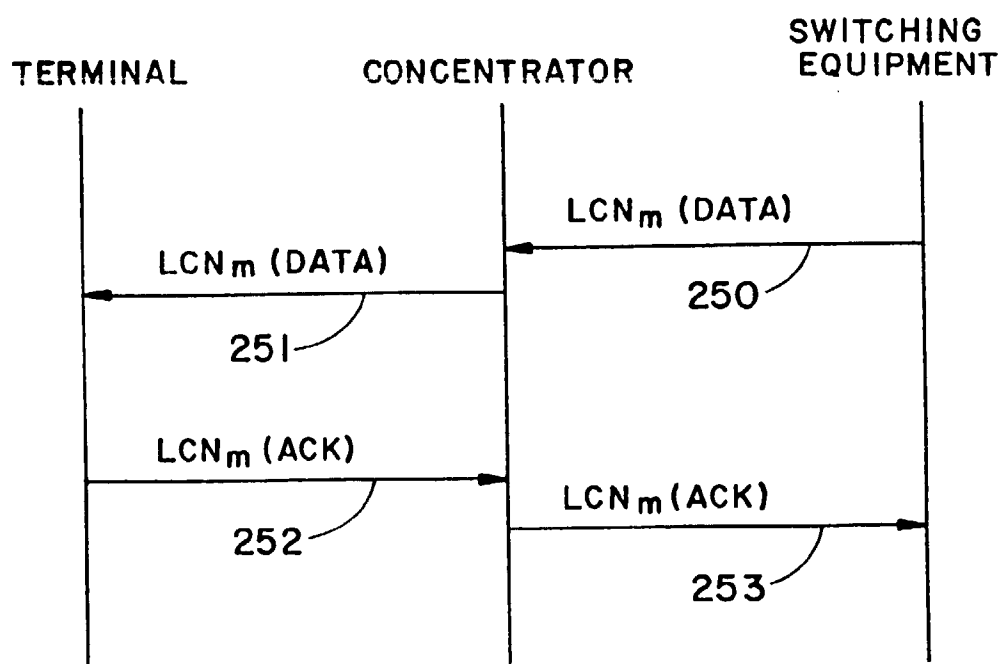 SWITCHING
EQUIPMENT
TERMINAL
CONCENTRATOR
LCNm (DATA)
LCNm (DATA)
250
251
LCNm (ACK)
LCNm (ACK)
252
253